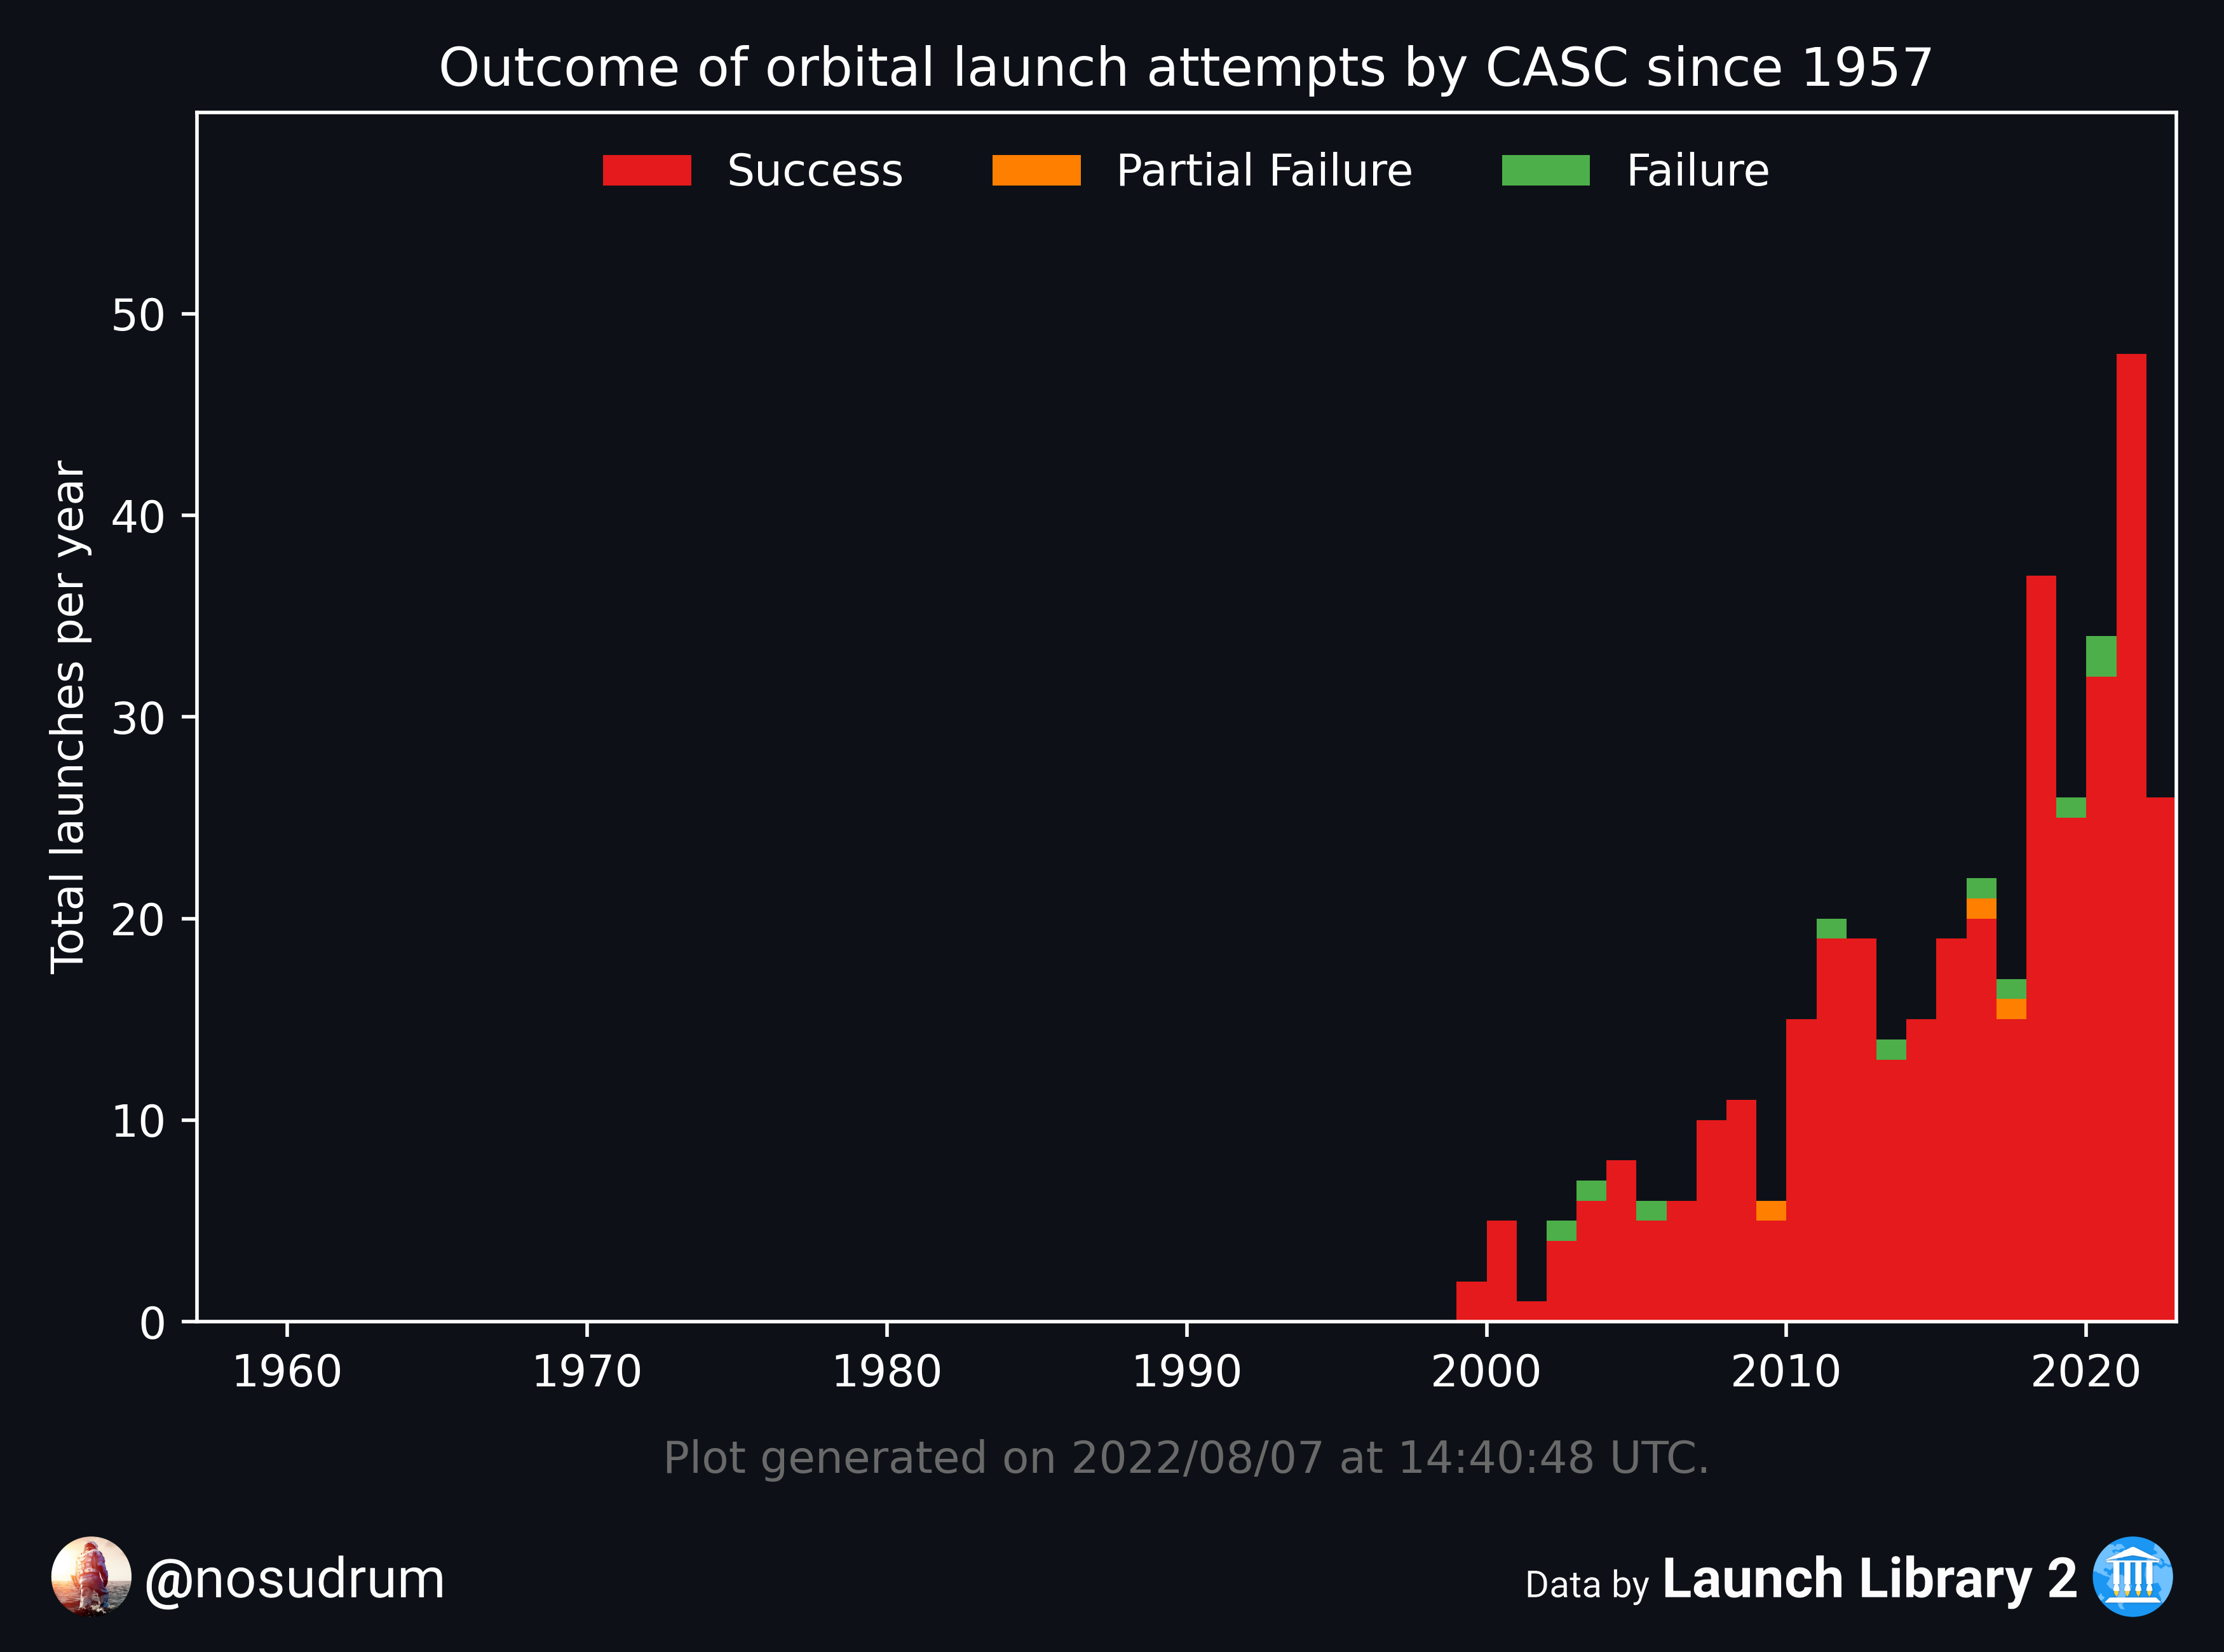 Outcome of orbital launch attempts by CASC since 1957
Success Partial Failure Failure
Total launches per year
50
40
30
20
10
0
1960 1970 1980 1990 2000 2010 2020
Plot generated on 2022/08/07 at 14:40:48 UTC.
@nosudrum Data by Launch Library 2